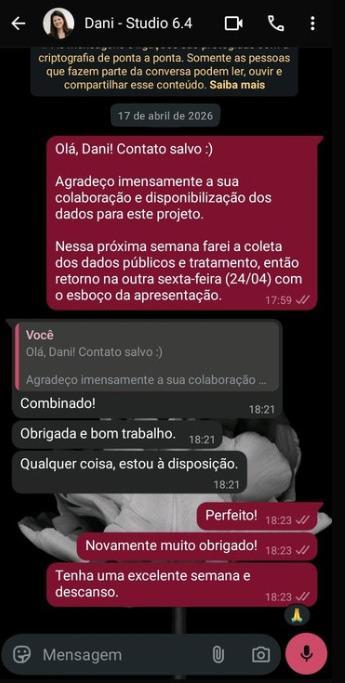 Dani - Studio 6.4
criptografia de ponta a ponta. Somente as pessoas
que fazem parte da conversa podem ler, ouvir e
compartilhar esse conteúdo. Saiba mais
17 de abril de 2026
Olá, Dani! Contato salvo :)
Agradeço imensamente a sua
colaboração e disponibilização dos
dados para este projeto.
Nessa próxima semana farei a coleta
dos dados públicos e tratamento, então
retorno na outra sexta-feira (24/04) com
o esboço da apresentação.
17:59
Você
Olá, Dani! Contato salvo :)
Agradeço imensamente a sua colaboração ...
Combinado!
18:21
Obrigada e bom trabalho.
18:21
Qualquer coisa, estou à disposição.
18:21
Perfeito!
18:23
Novamente muito obrigado!
18:23
Tenha uma excelente semana e
descanso.
18:23
Mensagem